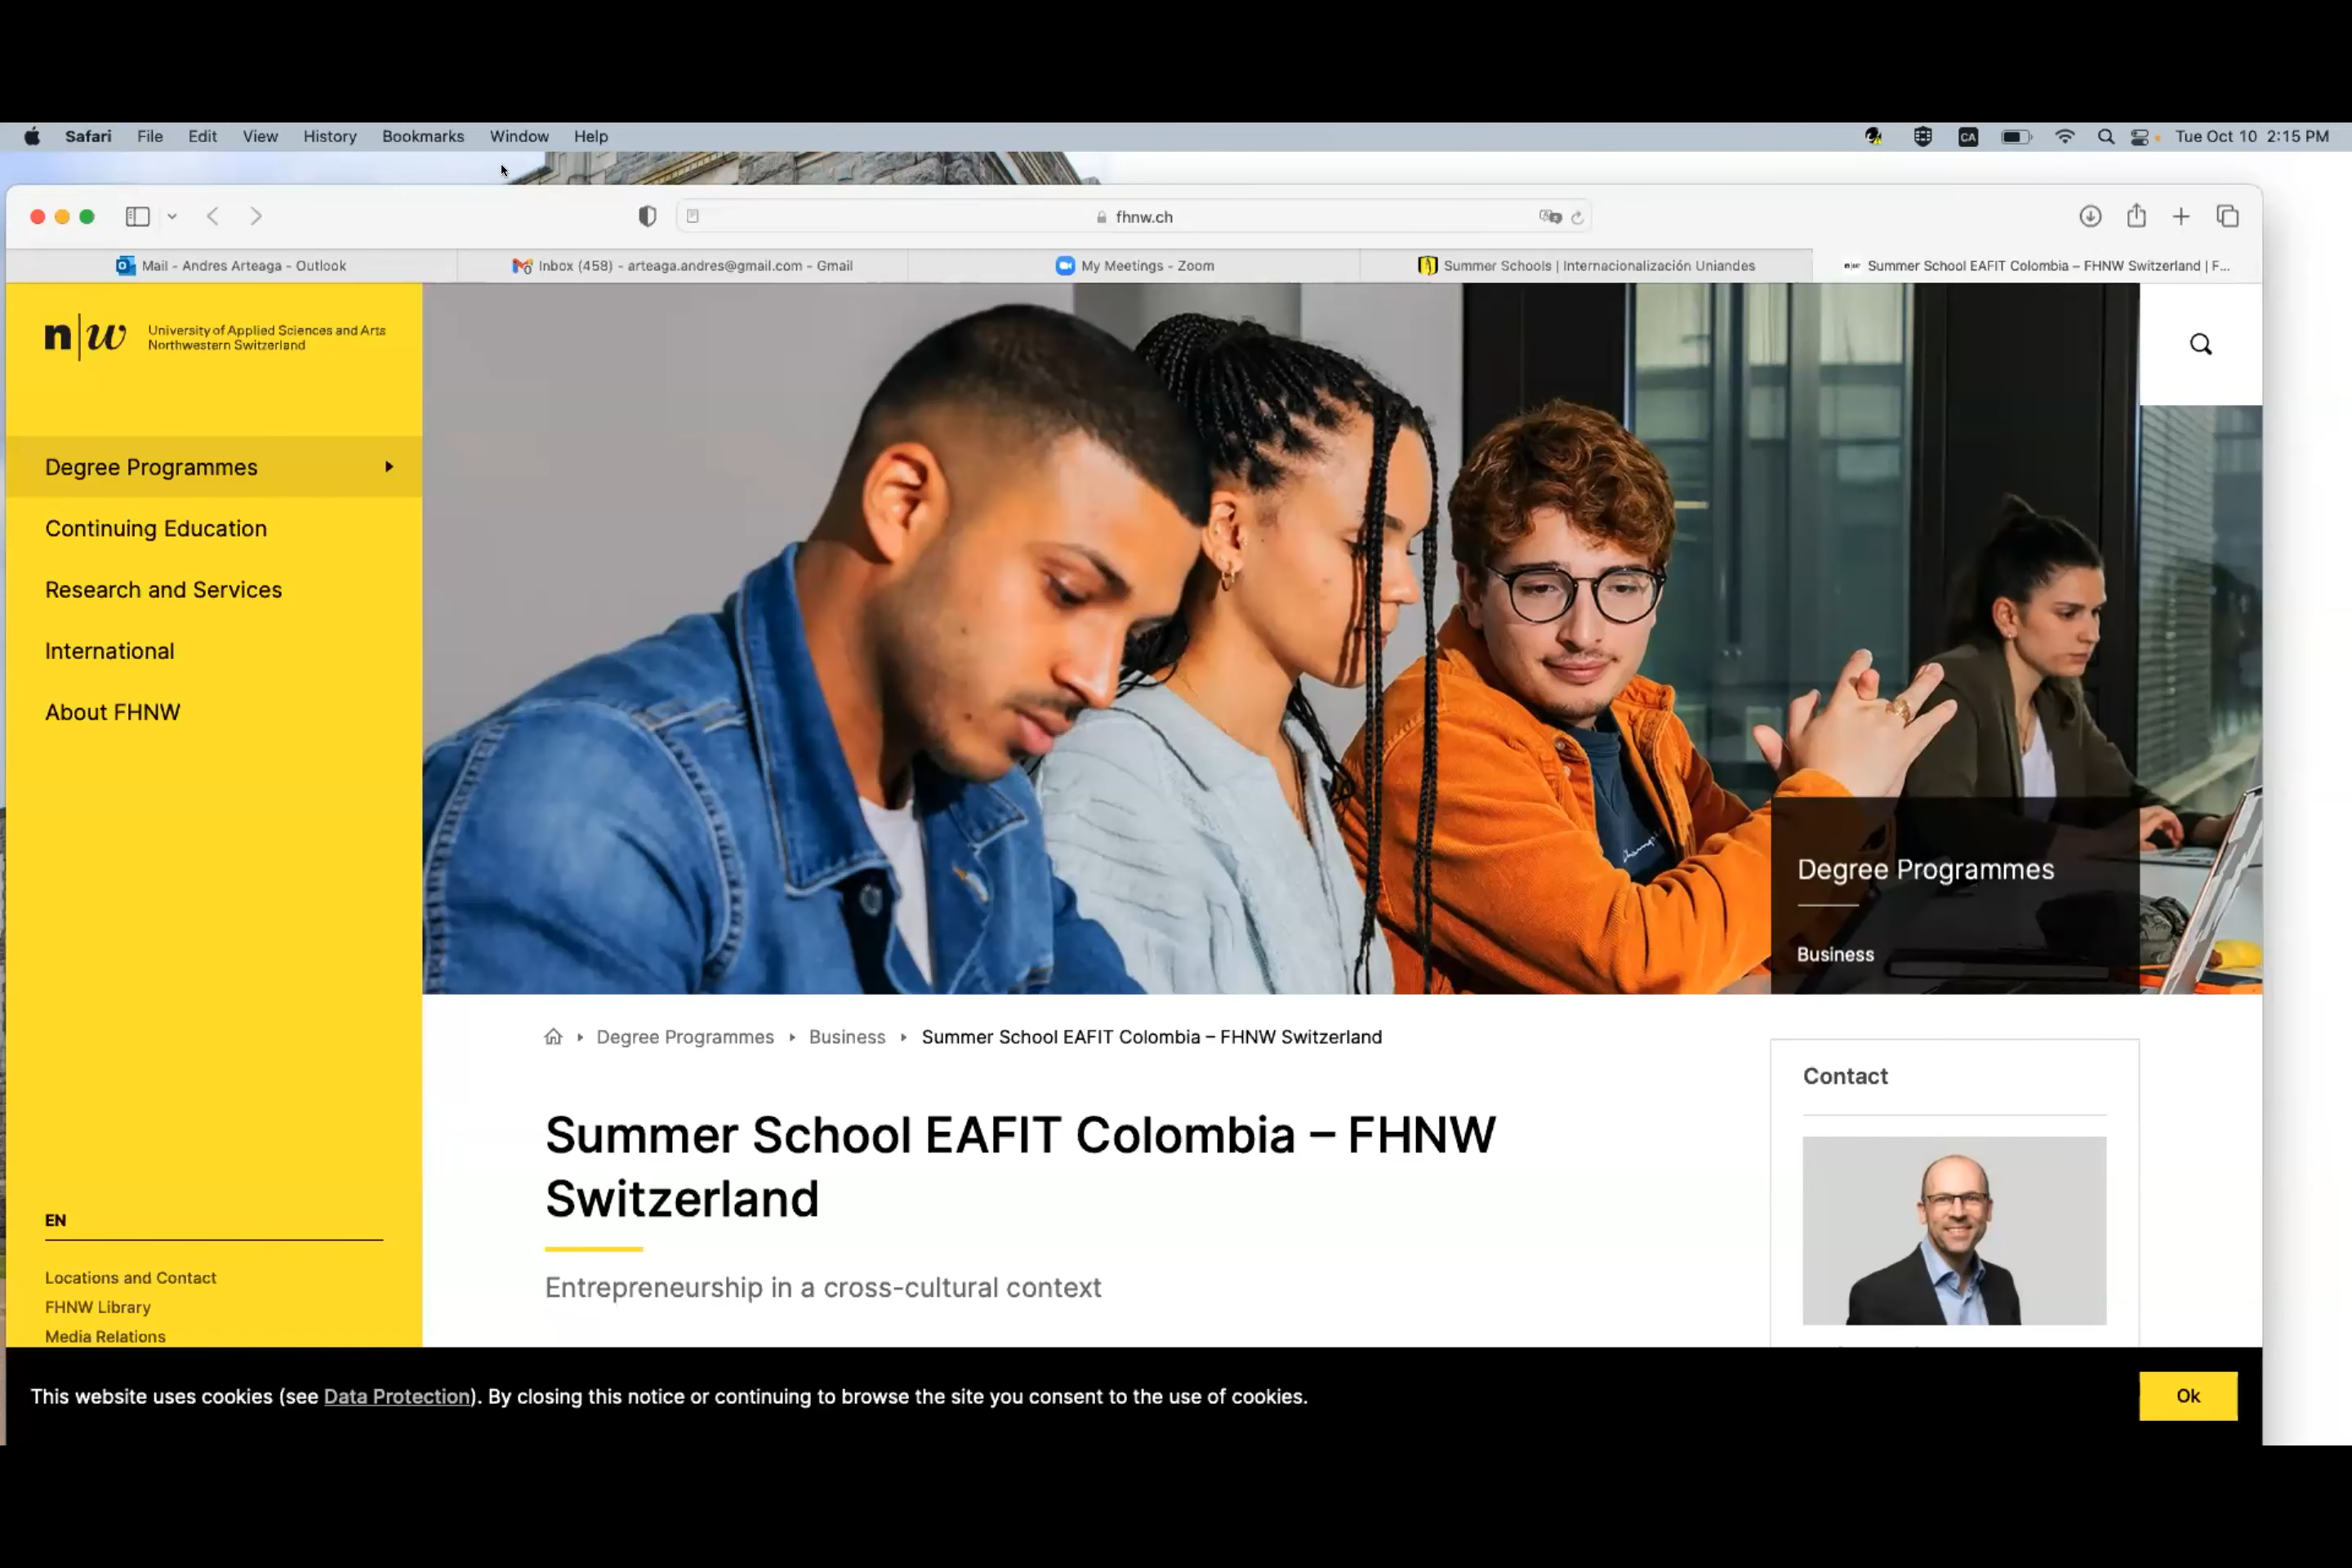 Safari File Edit View History Bookmarks Window Help
CA
Tue Oct 10 2:15 PM
fhnw.ch
Mail - Andres Arteaga - Outlook
Inbox (458) - arteaga.andres@gmail.com - Gmail
My Meetings - Zoom
Summer Schools | Internacionalización Uniandes
Summer School EAFIT Colombia – FHNW Switzerland | F...
n|w
University of Applied Sciences and Arts
Northwestern Switzerland
Degree Programmes
Continuing Education
Research and Services
International
About FHNW
Champ
Degree Programmes
Business
Degree Programmes
Business
Summer School EAFIT Colombia – FHNW Switzerland
Summer School EAFIT Colombia – FHNW
Switzerland
Entrepreneurship in a cross-cultural context
Contact
EN
Locations and Contact
FHNW Library
Media Relations
This website uses cookies (see Data Protection). By closing this notice or continuing to browse the site you consent to the use of cookies.
Ok